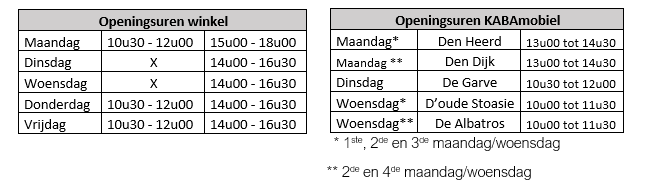 Openingsuren winkel
Maandag 10u30 - 12u00 15u00 - 18u00
Dinsdag X 14u00 - 16u30
Woensdag X 14u00 - 16u30
Donderdag 10u30 - 12u00 14u00 - 16u30
Vrijdag 10u30 - 12u00 14u00 - 16u30
Openingsuren KABAmobiel
Maandag* Den Heerd 13u00 tot 14u30
Maandag ** Den Dijk 13u00 tot 14u30
Dinsdag De Garve 10u30 tot 12u00
Woensdag* D'oude Stoasie 10u00 tot 11u30
Woensdag** De Albatros 10u00 tot 11u30
* 1ste, 2de en 3de maandag/woensdag
** 2de en 4de maandag/woensdag